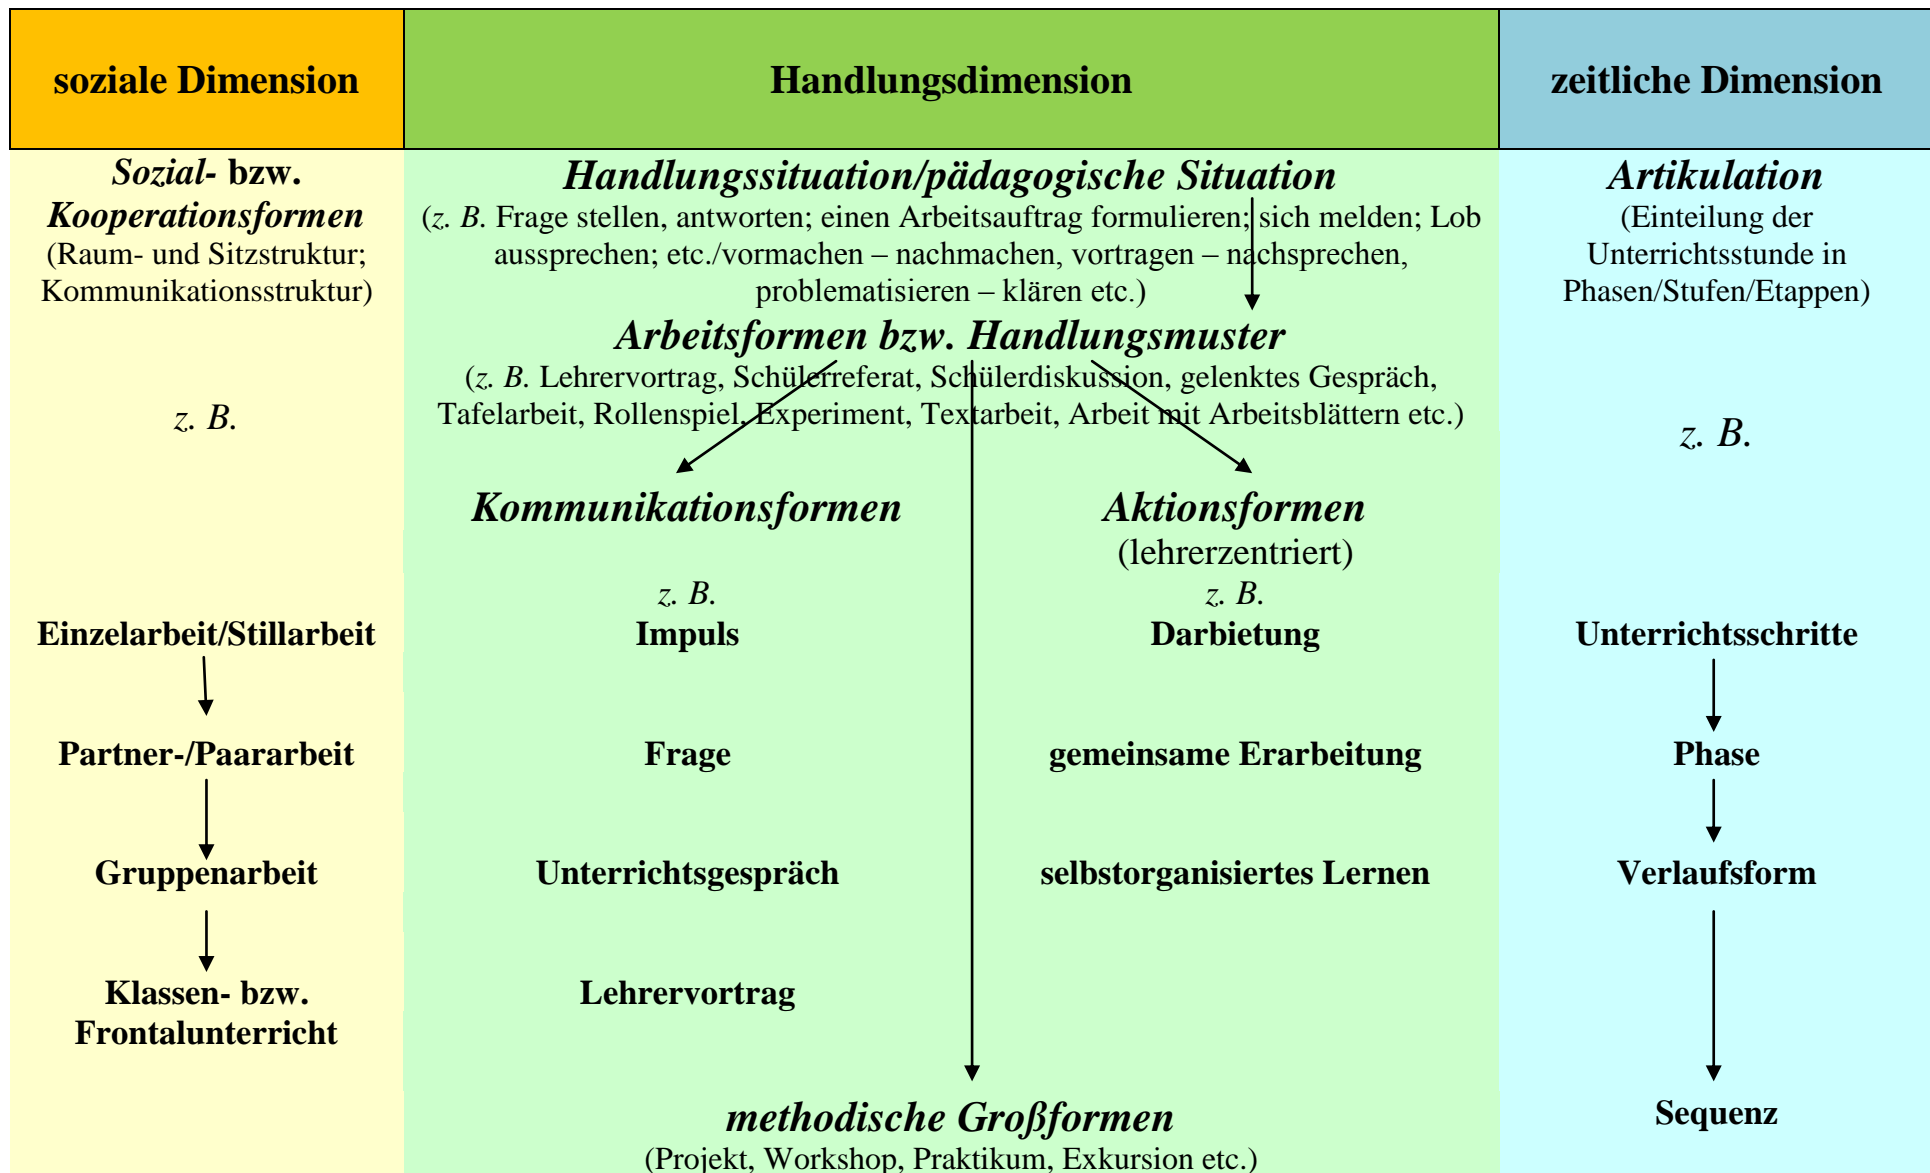 soziale Dimension
Handlungsdimension
zeitliche Dimension
Sozial- bzw.
Kooperationsformen
(Raum- und Sitzstruktur;
Kommunikationsstruktur)
z. B.
Einzelarbeit/Stillarbeit
Partner-/Paararbeit
Gruppenarbeit
Klassen- bzw.
Frontalunterricht
Handlungssituation/pädagogische Situation
(z. B. Frage stellen, antworten; einen Arbeitsauftrag formulieren; sich melden; Lob
aussprechen; etc./vormachen – nachmachen, vortragen – nachsprechen,
problematisieren – klären etc.)
Arbeitsformen bzw. Handlungsmuster
(z. B. Lehrervortrag, Schülerreferat, Schülerdiskussion, gelenktes Gespräch,
Tafelarbeit, Rollenspiel, Experiment, Textarbeit, Arbeit mit Arbeitsblättern etc.)
Kommunikationsformen
z. B.
Impuls
Frage
Unterrichtsgespräch
Lehrervortrag
Aktionsformen
(lehrerzentriert)
z. B.
Darbietung
gemeinsame Erarbeitung
selbstorganisiertes Lernen
methodische Großformen
(Projekt, Workshop, Praktikum, Exkursion etc.)
Artikulation
(Einteilung der
Unterrichtsstunde in
Phasen/Stufen/Etappen)
z. B.
Unterrichtsschritte
Phase
Verlaufsform
Sequenz